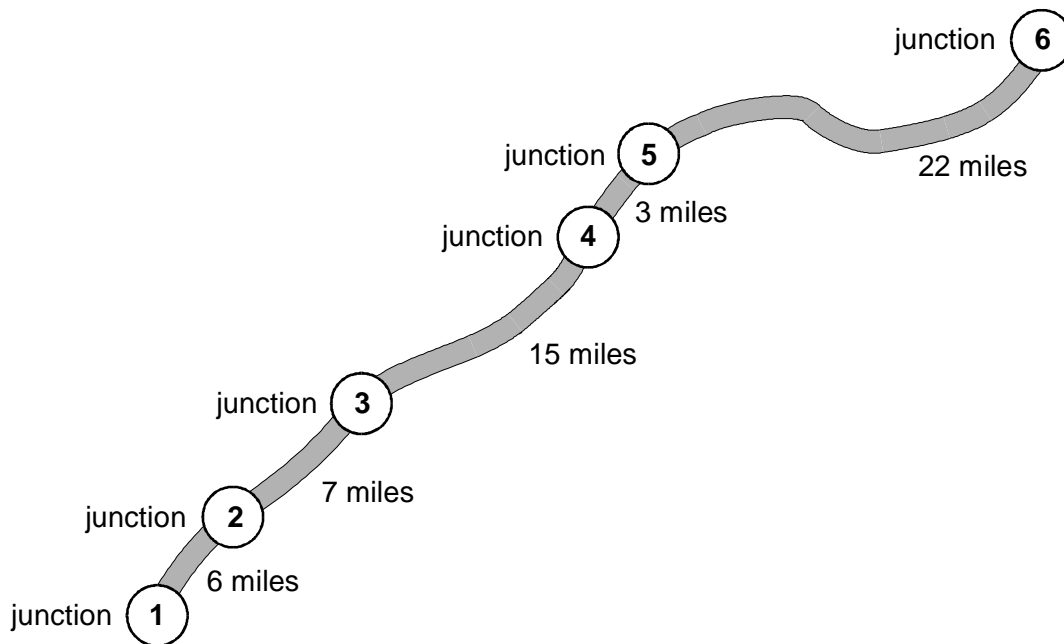 junction 6
junction 5
22 miles
3 miles
junction 4
15 miles
junction 3
7 miles
junction 2
6 miles
junction 1